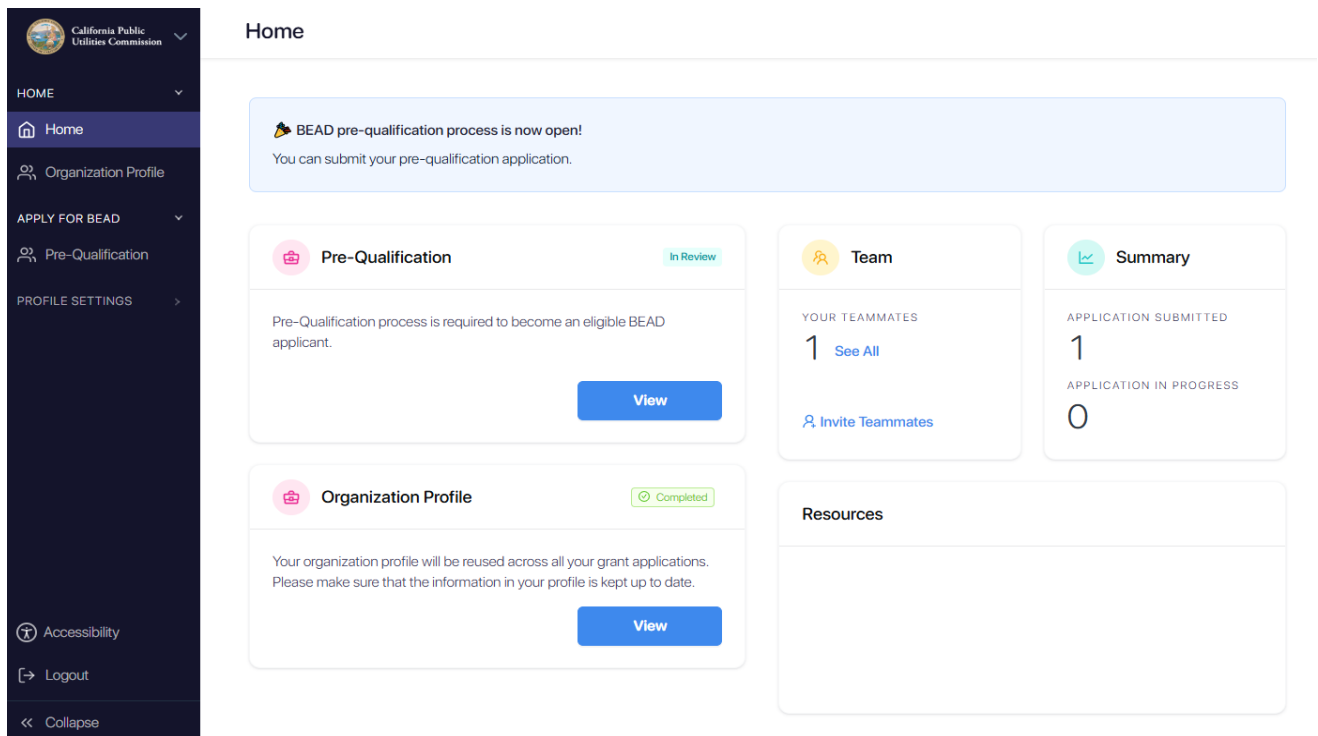 California Public
Utilities Commission
HOME
Home
Organization Profile
APPLY FOR BEAD
Pre-Qualification
PROFILE SETTINGS
Accessibility
Logout
Collapse
Home
BEAD pre-qualification process is now open!
You can submit your pre-qualification application.
Pre-Qualification
In Review
Pre-Qualification process is required to become an eligible BEAD
applicant.
View
Team
YOUR TEAMMATES
1 See All
Invite Teammates
Summary
APPLICATION SUBMITTED
1
APPLICATION IN PROGRESS
0
Organization Profile
Completed
Your organization profile will be reused across all your grant applications.
Please make sure that the information in your profile is kept up to date.
View
Resources